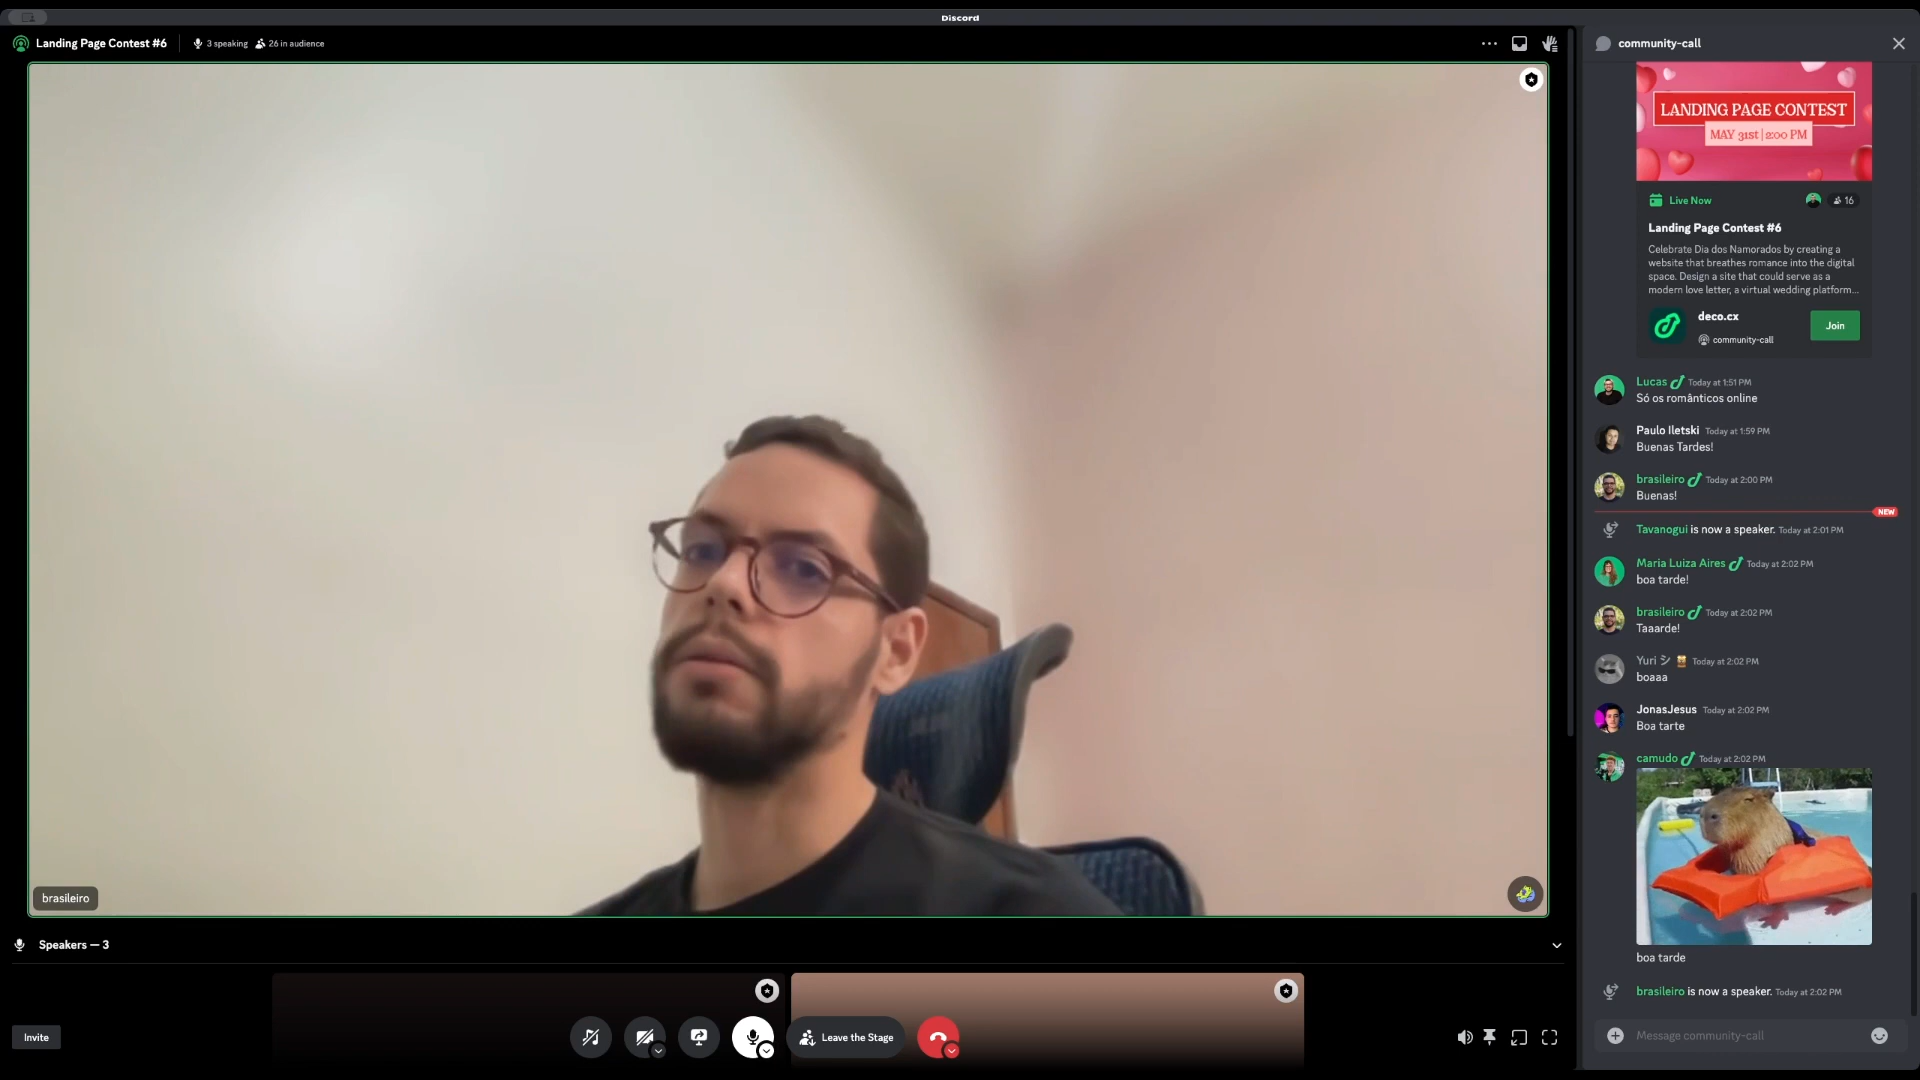 Discord
Landing Page Contest #6
3 speaking
26 in audience
brasileiro
Speakers — 3
Invite
Leave the Stage
community-call
LANDING PAGE CONTEST
MAY 31st | 2:00 PM
Live Now
16
Landing Page Contest #6
Celebrate Dia dos Namorados by creating a
website that breathes romance into the digital
space. Design a site that could serve as a
modern love letter, a virtual wedding platform...
deco.cx
community-call
Join
Lucas Today at 1:51 PM
Só os românticos online
Paulo Iletski Today at 1:59 PM
Buenas Tardes!
brasileiro Today at 2:00 PM
Buenas!
NEW
Tavanogui is now a speaker. Today at 2:01 PM
Maria Luiza Aires Today at 2:02 PM
boa tarde!
brasileiro Today at 2:02 PM
Taaarde!
Yuri シ Today at 2:02 PM
boaaa
JonasJesus Today at 2:02 PM
Boa tarte
camudo Today at 2:02 PM
boa tarde
brasileiro is now a speaker. Today at 2:02 PM
Message community-call